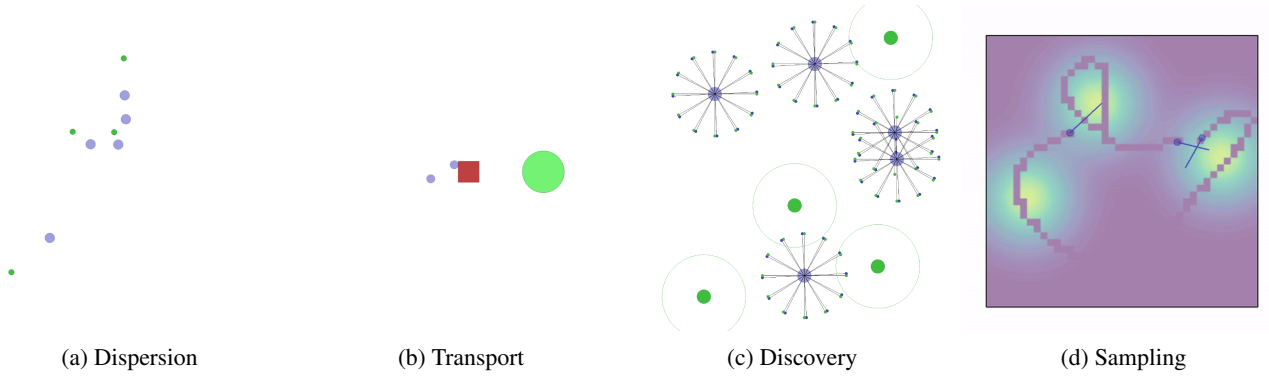 (a) Dispersion
(b) Transport
(c) Discovery
(d) Sampling